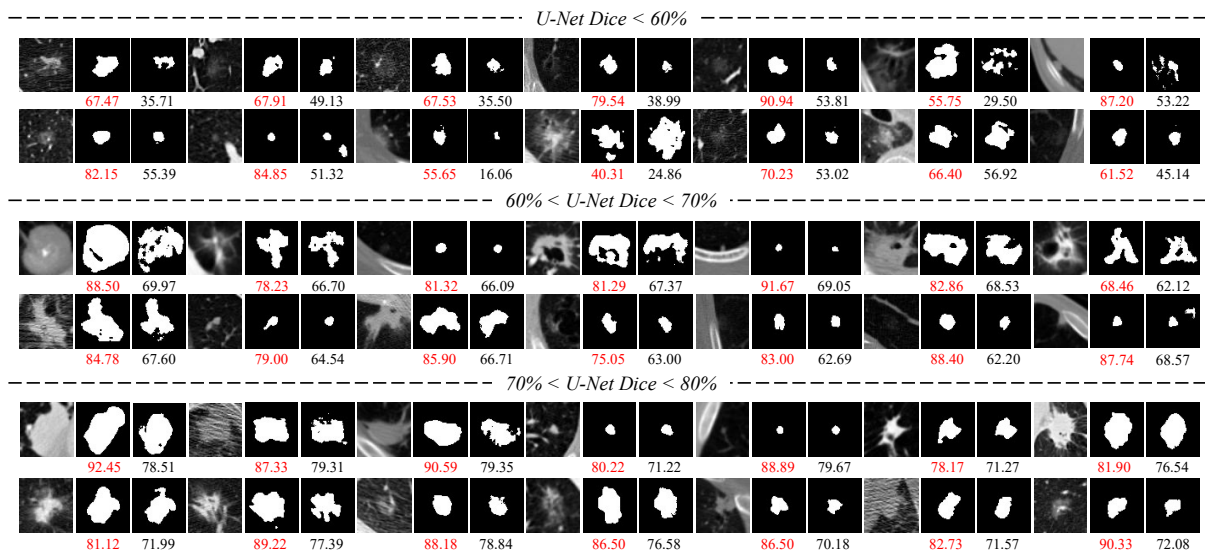 U-Net Dice < 60%
67.47 35.71 67.91 49.13 67.53 35.50 79.54 38.99 90.94 53.81 55.75 29.50 87.20 53.22
82.15 55.39 84.85 51.32 55.65 16.06 40.31 24.86 70.23 53.02 66.40 56.92 61.52 45.14
60% < U-Net Dice < 70%
88.50 69.97 78.23 66.70 81.32 66.09 81.29 67.37 91.67 69.05 82.86 68.53 68.46 62.12
84.78 67.60 79.00 64.54 85.90 66.71 75.05 63.00 83.00 62.69 88.40 62.20 87.74 68.57
70% < U-Net Dice < 80%
92.45 78.51 87.33 79.31 90.59 79.35 80.22 71.22 88.89 79.67 78.17 71.27 81.90 76.54
81.12 71.99 89.22 77.39 88.18 78.84 86.50 76.58 86.50 70.18 82.73 71.57 90.33 72.08